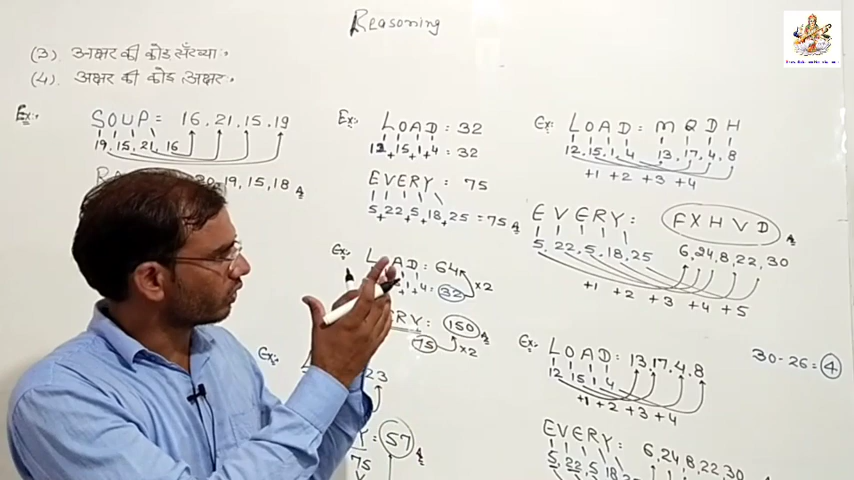 Reasoning
(3). अक्षर की कोड सँख्याः
(4). अक्षर की कोड अक्षरः
Ex:
SOUP = 16.21.15.19
19.15.21.16
20.19,15,18 A
Ex:
LOAD : 32
12+15+1+4 = 32
EVERY : 75
5+22+5+18+25 = 75 A
Ex:
LOAD : 64
1+4 = 32 ×2
ERY : 150 A
75 ×2
Ex:
23
Y : 57 A
75
Ex: LOAD : MQDH
12.15.1.4 13.17.4.8
+1 +2 +3 +4
EVERY : FXHVD A
5, 22, 5, 18, 25 6, 24, 8, 22, 30
+1 +2 +3 +4 +5
Ex: LOAD : 13.17.4.8
12 15 1 4
+1 +2 +3 +4
30-26 = 4
EVERY : 6, 24, 8, 22, 30
5, 22, 5 18 25